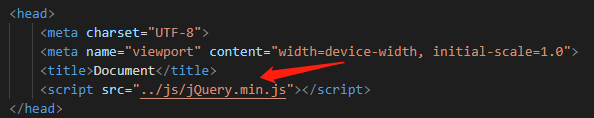 <head>
    <meta charset="UTF-8">
    <meta name="viewport" content="width=device-width, initial-scale=1.0">
    <title>Document</title>
    <script src="../js/jQuery.min.js"></script>
</head>